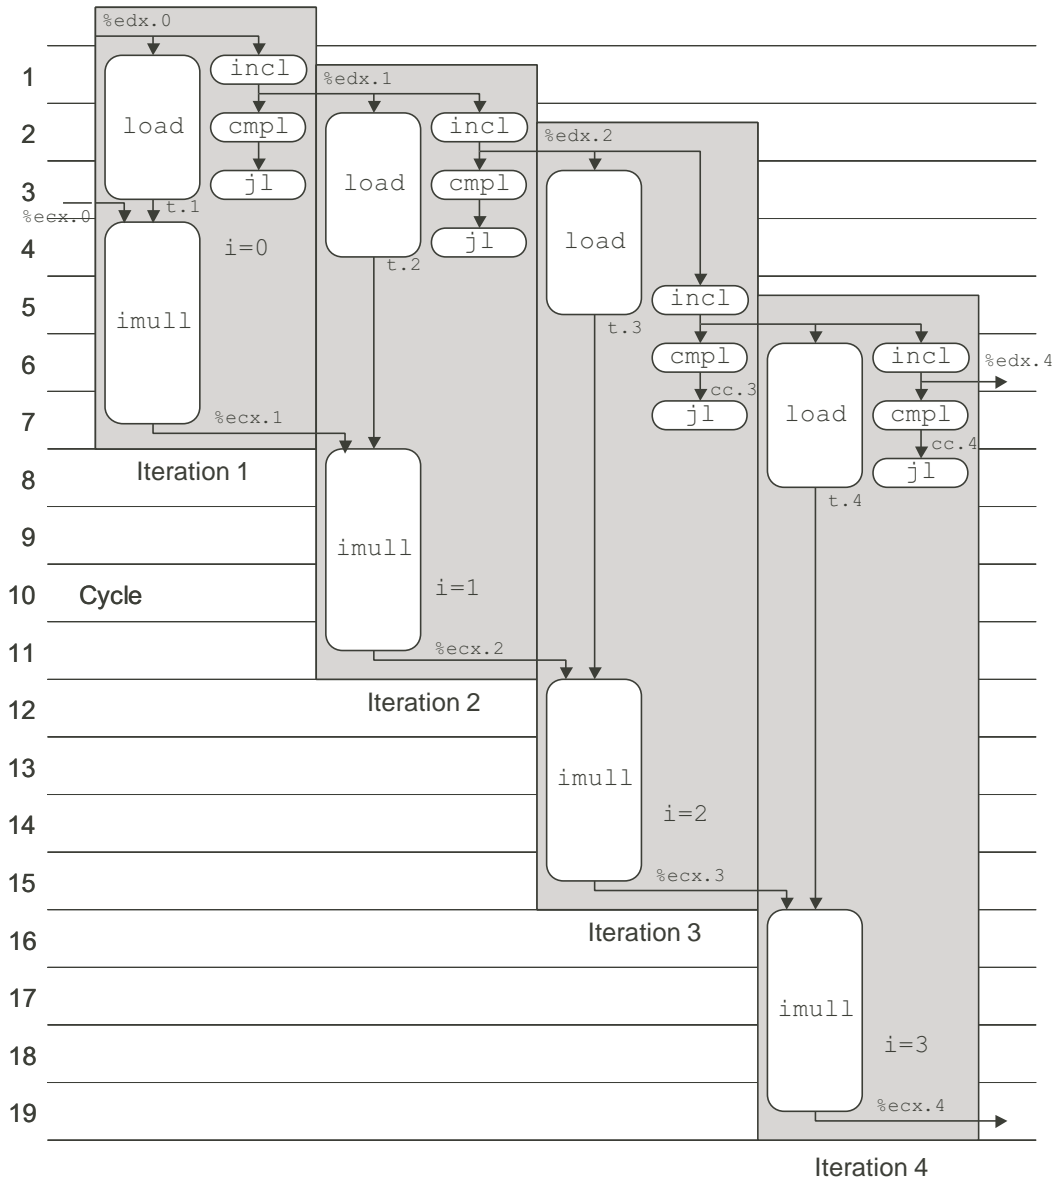 %edx.0
1
incl
%edx.1
load
2
cmpl
load
incl
%edx.2
3
jl
cmpl
load
%ecx.0
t.1
4
i=0
jl
t.2
5
imull
incl
t.3
6
cmpl
load
incl
%edx.4
cc.3
7
%ecx.1
jl
cmpl
cc.4
8
Iteration 1
jl
t.4
9
imull
10
Cycle
i=1
11
%ecx.2
12
Iteration 2
13
imull
14
i=2
15
%ecx.3
16
Iteration 3
17
imull
18
i=3
19
%ecx.4
Iteration 4